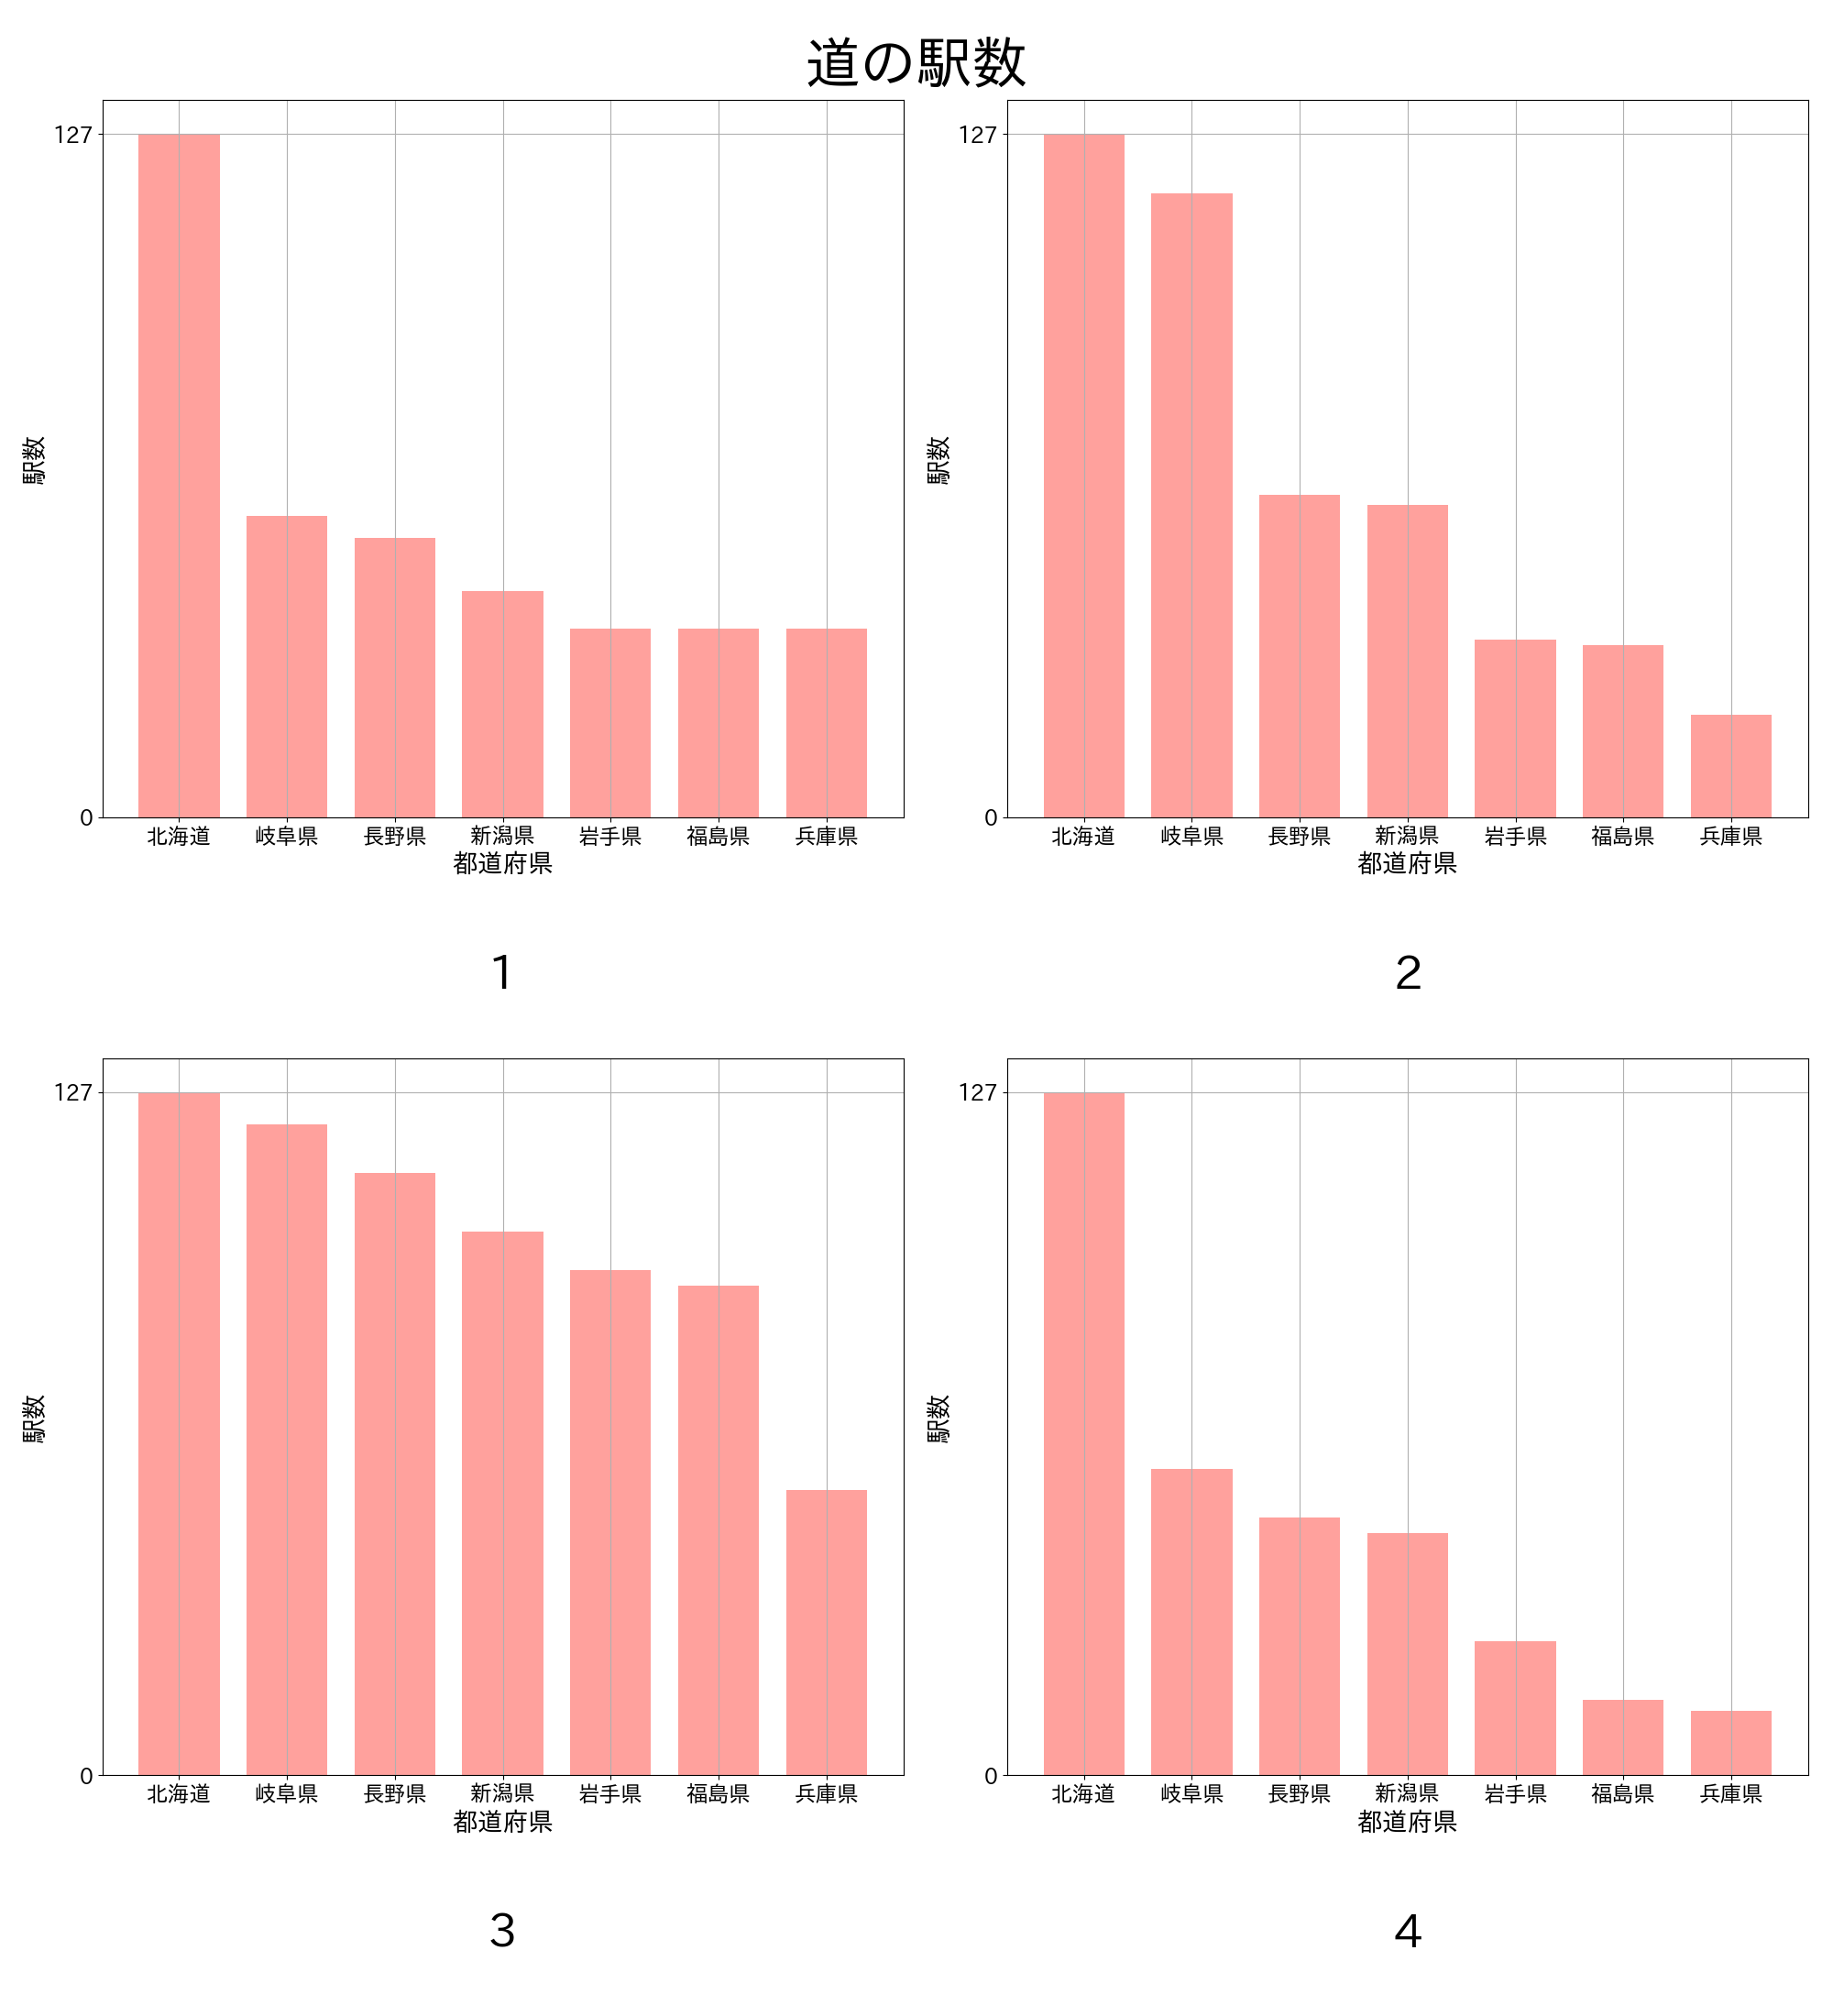 道の駅数
127
0
駅数
北海道 岐阜県 長野県 新潟県 岩手県 福島県 兵庫県
都道府県
1
127
0
駅数
北海道 岐阜県 長野県 新潟県 岩手県 福島県 兵庫県
都道府県
2
127
0
駅数
北海道 岐阜県 長野県 新潟県 岩手県 福島県 兵庫県
都道府県
3
127
0
駅数
北海道 岐阜県 長野県 新潟県 岩手県 福島県 兵庫県
都道府県
4